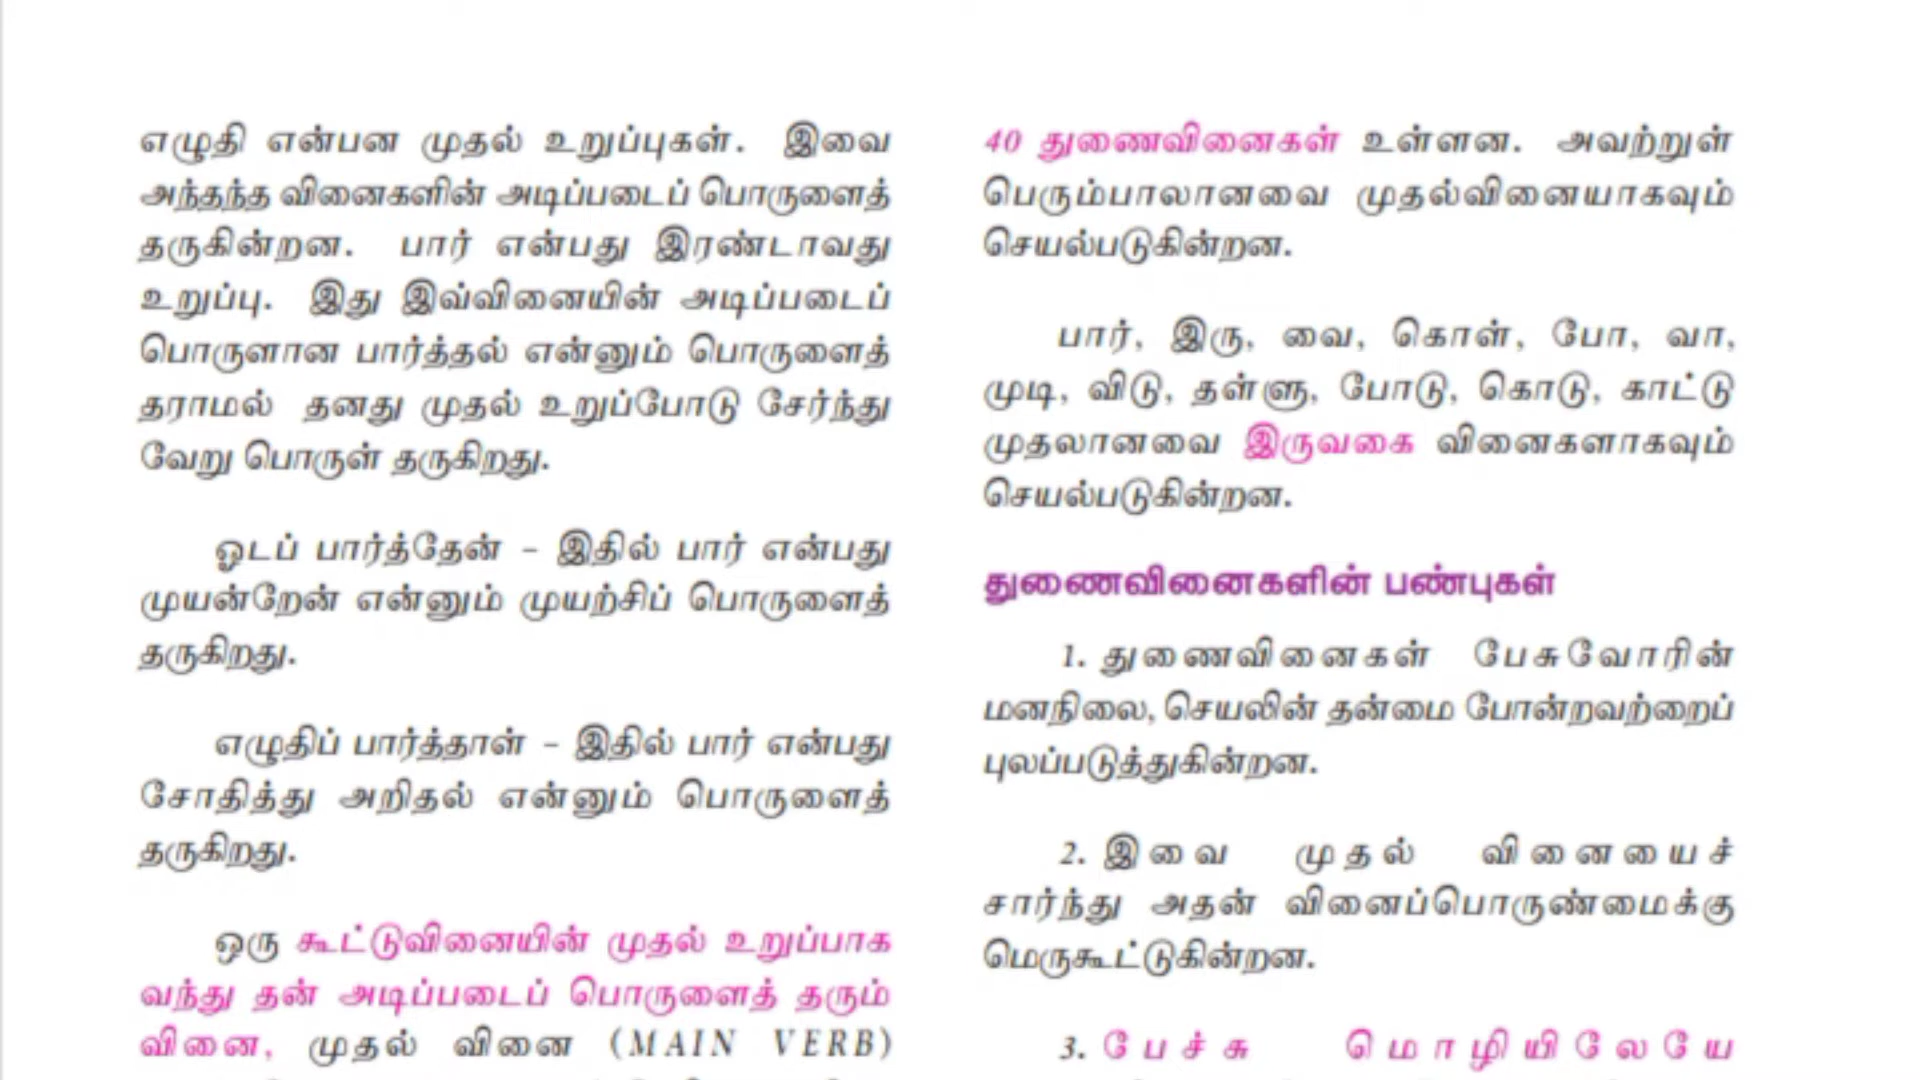 எழுதி என்பன முதல் உறுப்புகள். இவை
அந்தந்த வினைகளின் அடிப்படைப் பொருளைத்
தருகின்றன. பார் என்பது இரண்டாவது
உறுப்பு. இது இவ்வினையின் அடிப்படைப்
பொருளான பார்த்தல் என்னும் பொருளைத்
தராமல் தனது முதல் உறுப்போடு சேர்ந்து
வேறு பொருள் தருகிறது.
ஓடப் பார்த்தேன் – இதில் பார் என்பது
முயன்றேன் என்னும் முயற்சிப் பொருளைத்
தருகிறது.
எழுதிப் பார்த்தாள் – இதில் பார் என்பது
சோதித்து அறிதல் என்னும் பொருளைத்
தருகிறது.
ஒரு கூட்டுவினையின் முதல் உறுப்பாக
வந்து தன் அடிப்படைப் பொருளைத் தரும்
வினை, முதல் வினை (MAIN VERB)
40 துணைவினைகள் உள்ளன. அவற்றுள்
பெரும்பாலானவை முதல்வினையாகவும்
செயல்படுகின்றன.
பார், இரு, வை, கொள், போ, வா,
முடி, விடு, தள்ளு, போடு, கொடு, காட்டு
முதலானவை இருவகை வினைகளாகவும்
செயல்படுகின்றன.
துணைவினைகளின் பண்புகள்
1. துணைவினைகள் பேசுவோரின்
மனநிலை, செயலின் தன்மை போன்றவற்றைப்
புலப்படுத்துகின்றன.
2. இவை முதல் வினையைச்
சார்ந்து அதன் வினைப்பொருண்மைக்கு
மெருகூட்டுகின்றன.
3. பேச்சு மொழியிலேயே